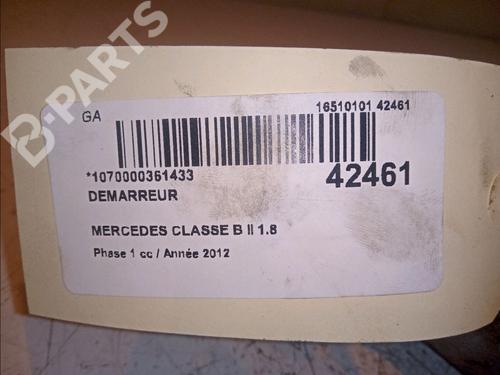 B-PARTS
GA
16510101 42461
*1070000361433
42461
DEMARREUR
MERCEDES CLASSE B II 1.8
Phase 1 cc / Année 2012